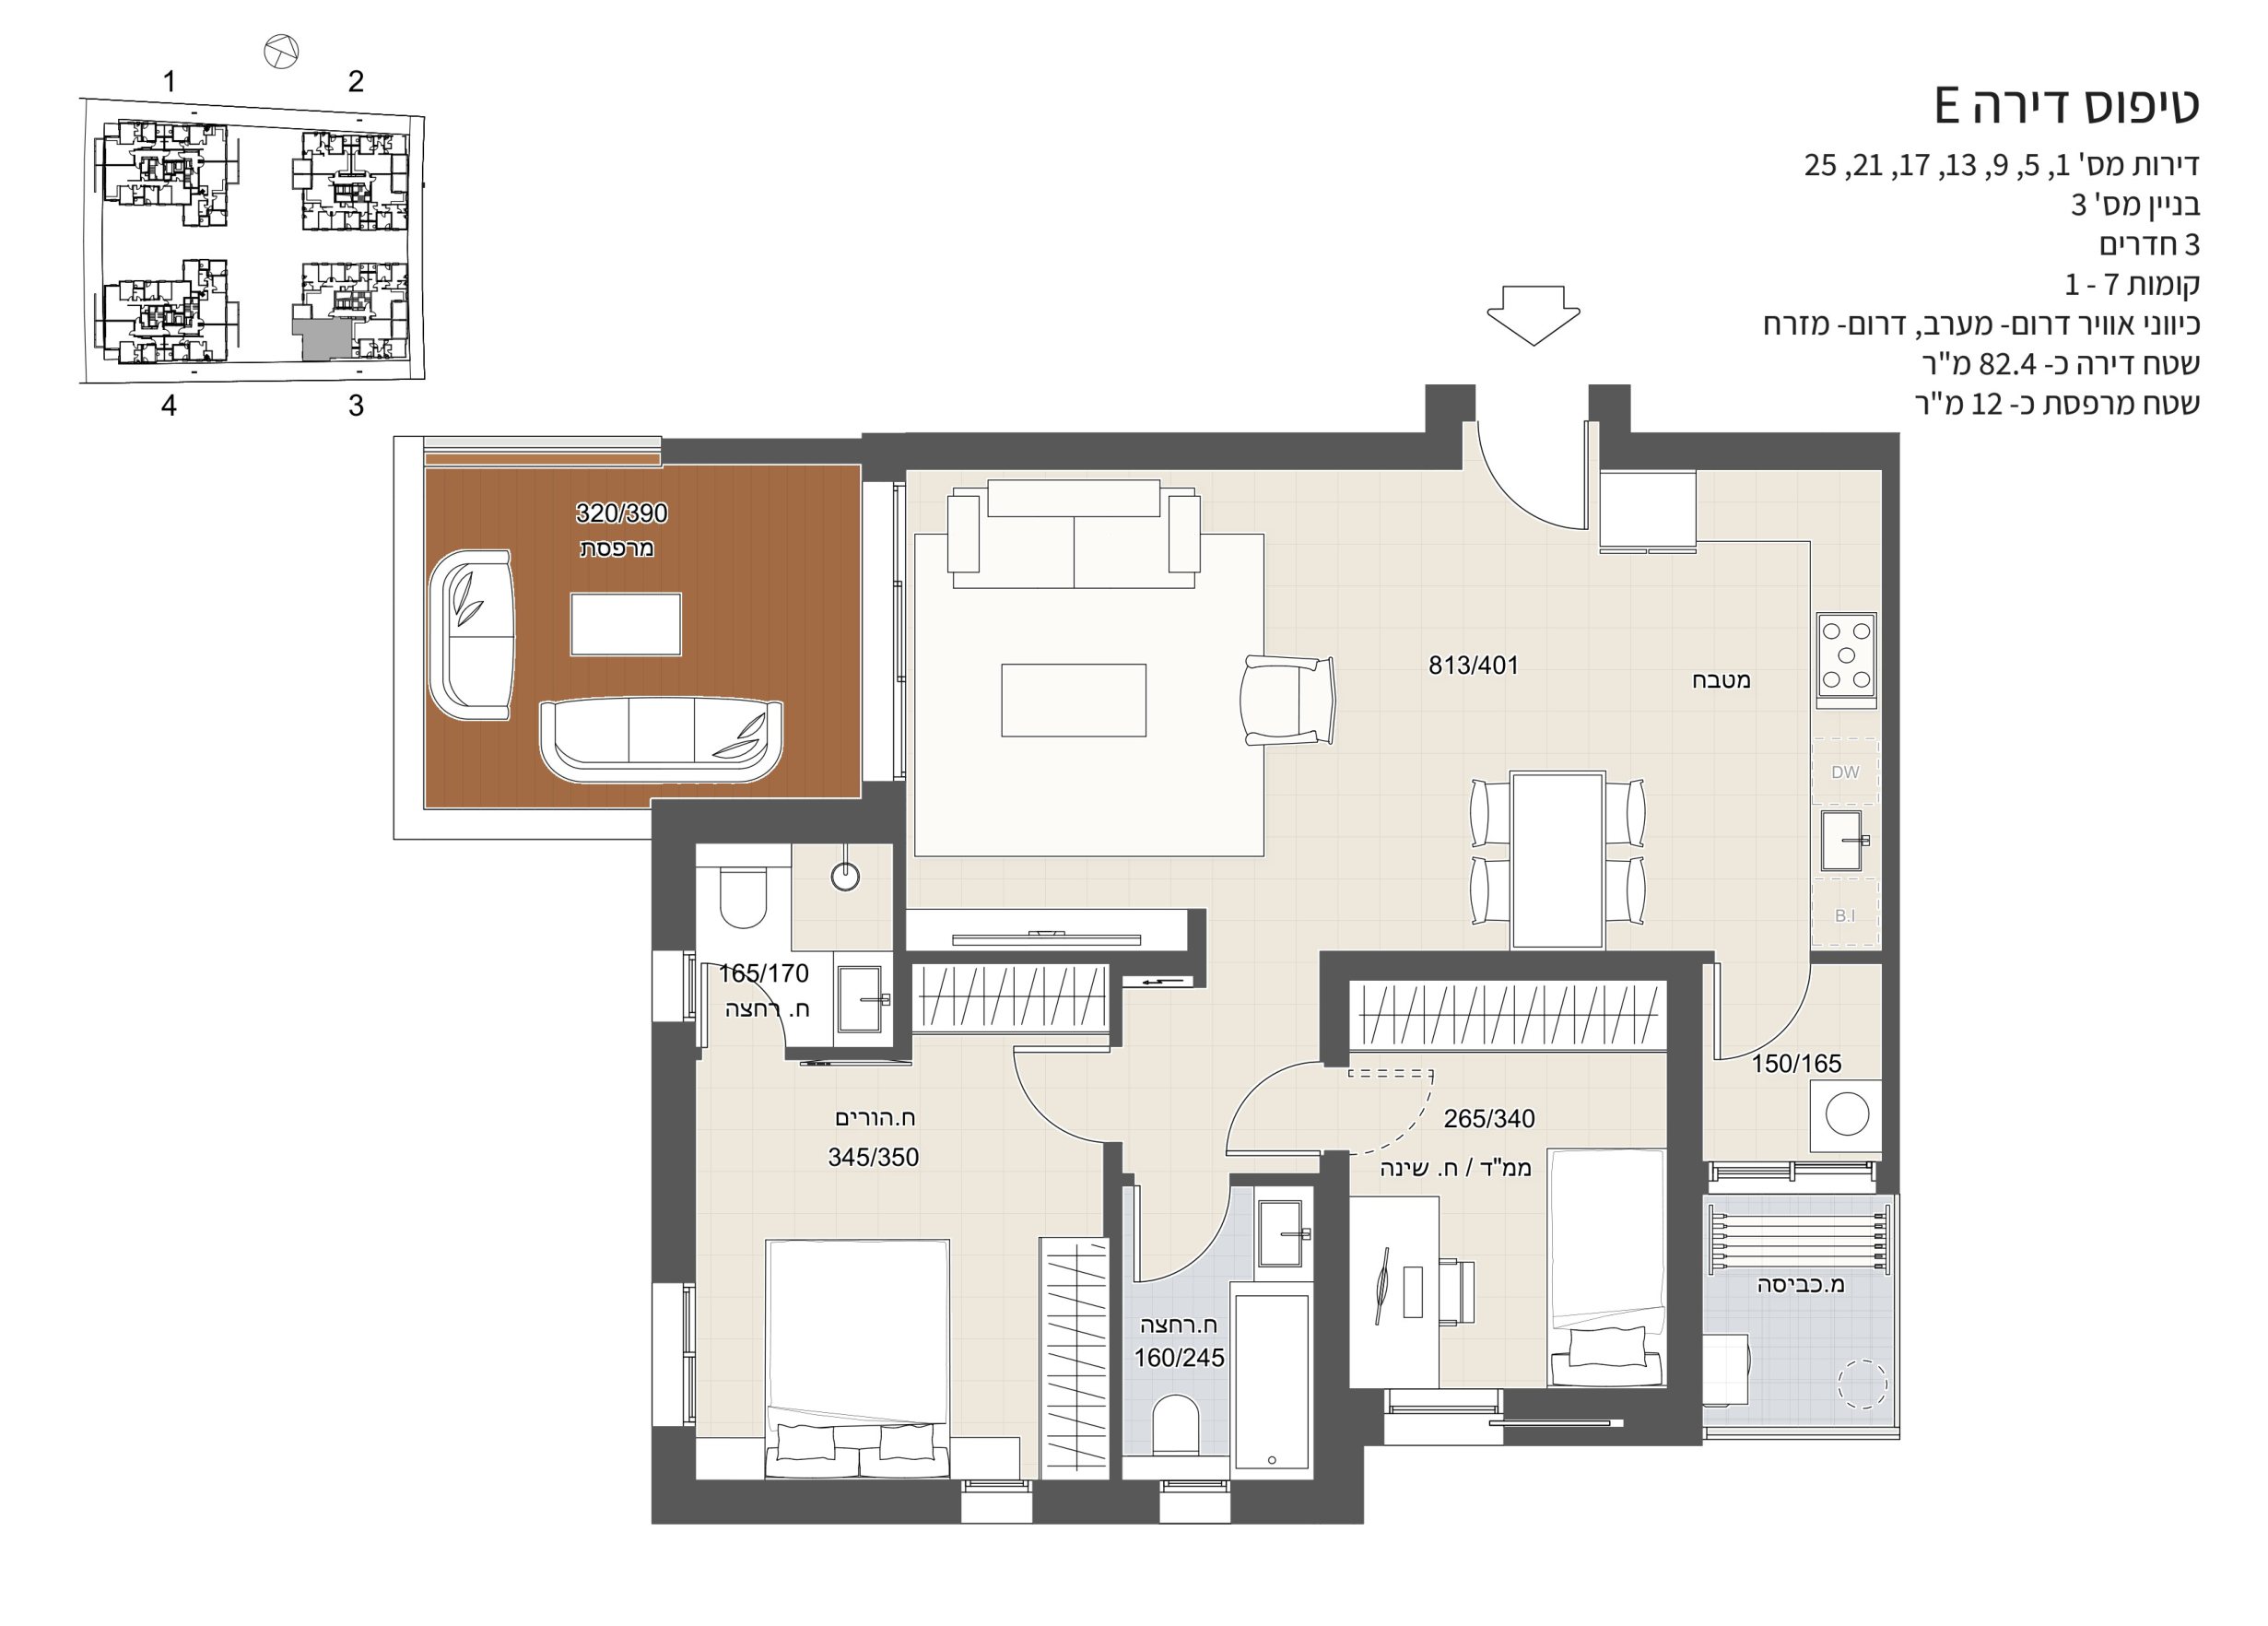 טיפוס דירה E
דירות מס' 1, 5, 9, 13, 17, 21, 25
בניין מס' 3
3 חדרים
קומות 7 - 1
כיווני אוויר דרום- מערב, דרום- מזרח
שטח דירה כ- 82.4 מ"ר
שטח מרפסת כ- 12 מ"ר
1
2
4
3
320/390
מרפסת
813/401
מטבח
DW
B.I
165/170
ח. רחצה
150/165
ח.הורים
345/350
265/340
ממ"ד / ח. שינה
מ.כביסה
ח.רחצה
160/245